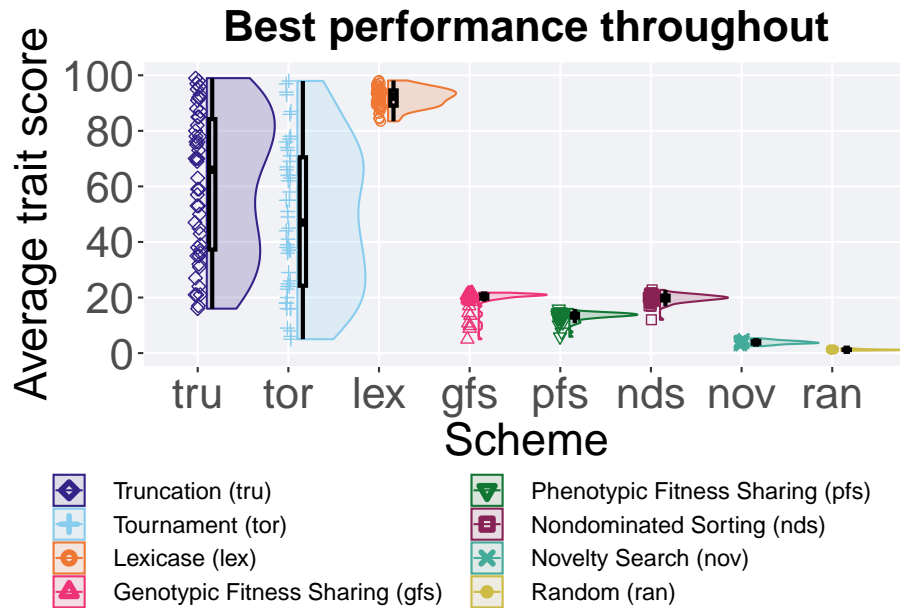 Best performance throughout
Average trait score
100
80
60
40
20
0
tru tor lex gfs pfs nds nov ran
Scheme
Truncation (tru)
Tournament (tor)
Lexicase (lex)
Genotypic Fitness Sharing (gfs)
Phenotypic Fitness Sharing (pfs)
Nondominated Sorting (nds)
Novelty Search (nov)
Random (ran)